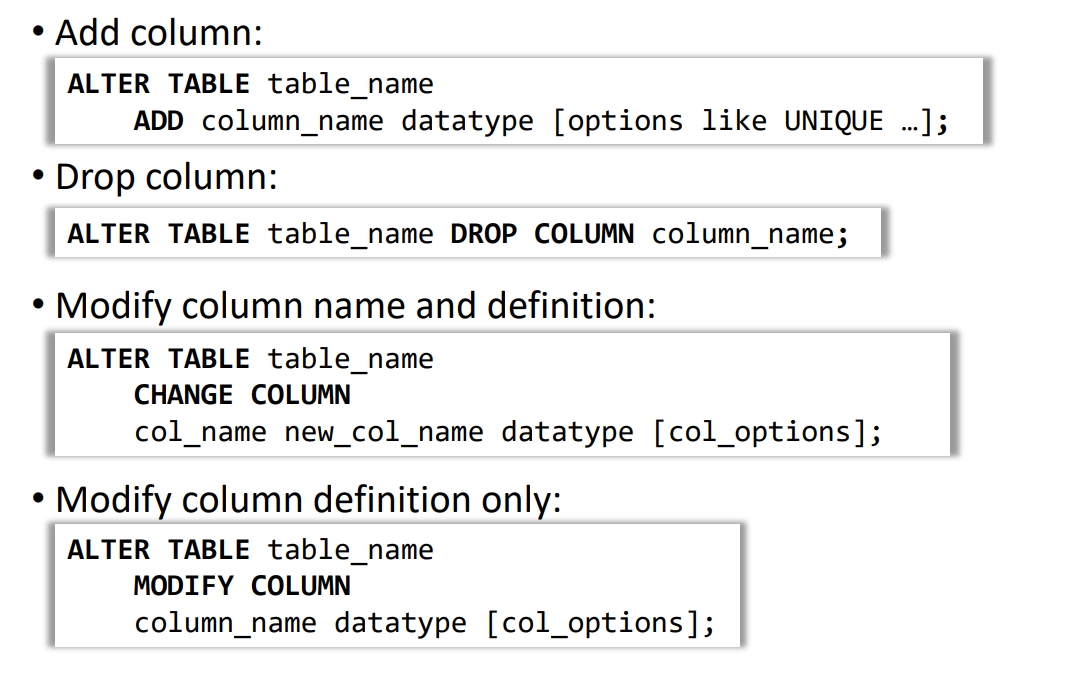 • Add column:
ALTER TABLE table_name
ADD column_name datatype [options like UNIQUE …];
• Drop column:
ALTER TABLE table_name DROP COLUMN column_name;
• Modify column name and definition:
ALTER TABLE table_name
CHANGE COLUMN
col_name new_col_name datatype [col_options];
• Modify column definition only:
ALTER TABLE table_name
MODIFY COLUMN
column_name datatype [col_options];